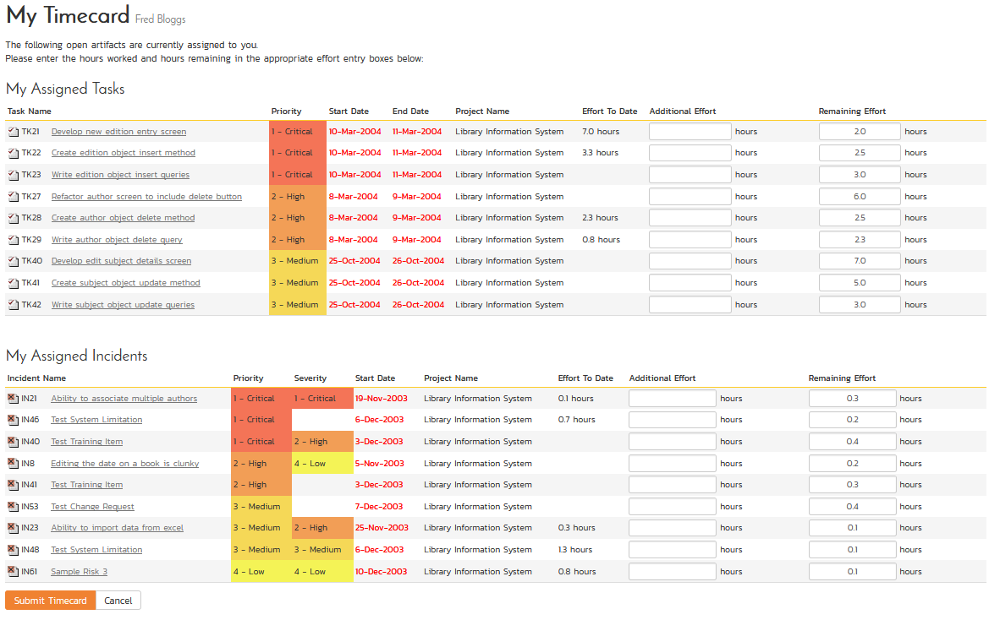 My Timecard Fred Bloggs
The following open artifacts are currently assigned to you.
Please enter the hours worked and hours remaining in the appropriate effort entry boxes below:
My Assigned Tasks
Task Name Priority Start Date End Date Project Name Effort To Date Additional Effort Remaining Effort
TK21 Develop new edition entry screen 1 - Critical 10-Mar-2004 11-Mar-2004 Library Information System 7.0 hours hours 2.0 hours
TK22 Create edition object insert method 1 - Critical 10-Mar-2004 11-Mar-2004 Library Information System 3.3 hours hours 2.5 hours
TK23 Write edition object insert queries 1 - Critical 10-Mar-2004 11-Mar-2004 Library Information System hours 3.0 hours
TK27 Refactor author screen to include delete button 2 - High 8-Mar-2004 9-Mar-2004 Library Information System hours 6.0 hours
TK28 Create author object delete method 2 - High 8-Mar-2004 9-Mar-2004 Library Information System 2.3 hours hours 2.5 hours
TK29 Write author object delete query 2 - High 8-Mar-2004 9-Mar-2004 Library Information System 0.8 hours hours 2.3 hours
TK40 Develop edit subject details screen 3 - Medium 25-Oct-2004 26-Oct-2004 Library Information System hours 7.0 hours
TK41 Create subject object update method 3 - Medium 25-Oct-2004 26-Oct-2004 Library Information System hours 5.0 hours
TK42 Write subject object update queries 3 - Medium 25-Oct-2004 26-Oct-2004 Library Information System hours 3.0 hours
My Assigned Incidents
Incident Name Priority Severity Start Date Project Name Effort To Date Additional Effort Remaining Effort
IN21 Ability to associate multiple authors 1 - Critical 1 - Critical 19-Nov-2003 Library Information System 0.1 hours hours 0.3 hours
IN46 Test System Limitation 1 - Critical 6-Dec-2003 Library Information System 0.7 hours hours 0.2 hours
IN40 Test Training Item 1 - Critical 2 - High 3-Dec-2003 Library Information System hours 0.4 hours
IN8 Editing the date on a book is clunky 2 - High 4 - Low 5-Nov-2003 Library Information System hours 0.2 hours
IN41 Test Training Item 2 - High 3-Dec-2003 Library Information System hours 0.3 hours
IN53 Test Change Request 3 - Medium 7-Dec-2003 Library Information System hours 0.4 hours
IN23 Ability to import data from excel 3 - Medium 2 - High 25-Nov-2003 Library Information System 0.3 hours hours 0.1 hours
IN48 Test System Limitation 3 - Medium 3 - Medium 6-Dec-2003 Library Information System 1.3 hours hours 0.1 hours
IN61 Sample Risk 3 4 - Low 4 - Low 10-Dec-2003 Library Information System 0.8 hours hours 0.1 hours
Submit Timecard Cancel